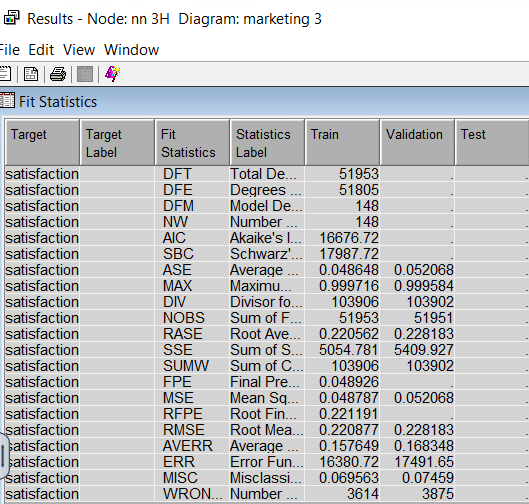 Results - Node: nn 3H  Diagram: marketing 3
File Edit View Window
Fit Statistics
Target Target Label Fit Statistics Statistics Label Train Validation Test
satisfaction DFT Total De... 51953 . .
satisfaction DFE Degrees ... 51805 . .
satisfaction DFM Model De... 148 . .
satisfaction NW Number ... 148 . .
satisfaction AIC Akaike's I... 16676.72 . .
satisfaction SBC Schwarz'... 17987.72 . .
satisfaction ASE Average ... 0.048648 0.052068 .
satisfaction MAX Maximu... 0.999716 0.999584 .
satisfaction DIV Divisor fo... 103906 103902 .
satisfaction NOBS Sum of F... 51953 51951 .
satisfaction RASE Root Ave... 0.220562 0.228183 .
satisfaction SSE Sum of S... 5054.781 5409.927 .
satisfaction SUMW Sum of C... 103906 103902 .
satisfaction FPE Final Pre... 0.048926 . .
satisfaction MSE Mean Sq... 0.048787 0.052068 .
satisfaction RFPE Root Fin... 0.221191 . .
satisfaction RMSE Root Mea... 0.220877 0.228183 .
satisfaction AVERR Average ... 0.157649 0.168348 .
satisfaction ERR Error Fun... 16380.72 17491.65 .
satisfaction MISC Misclassi... 0.069563 0.07459 .
satisfaction WRON... Number ... 3614 3875 .